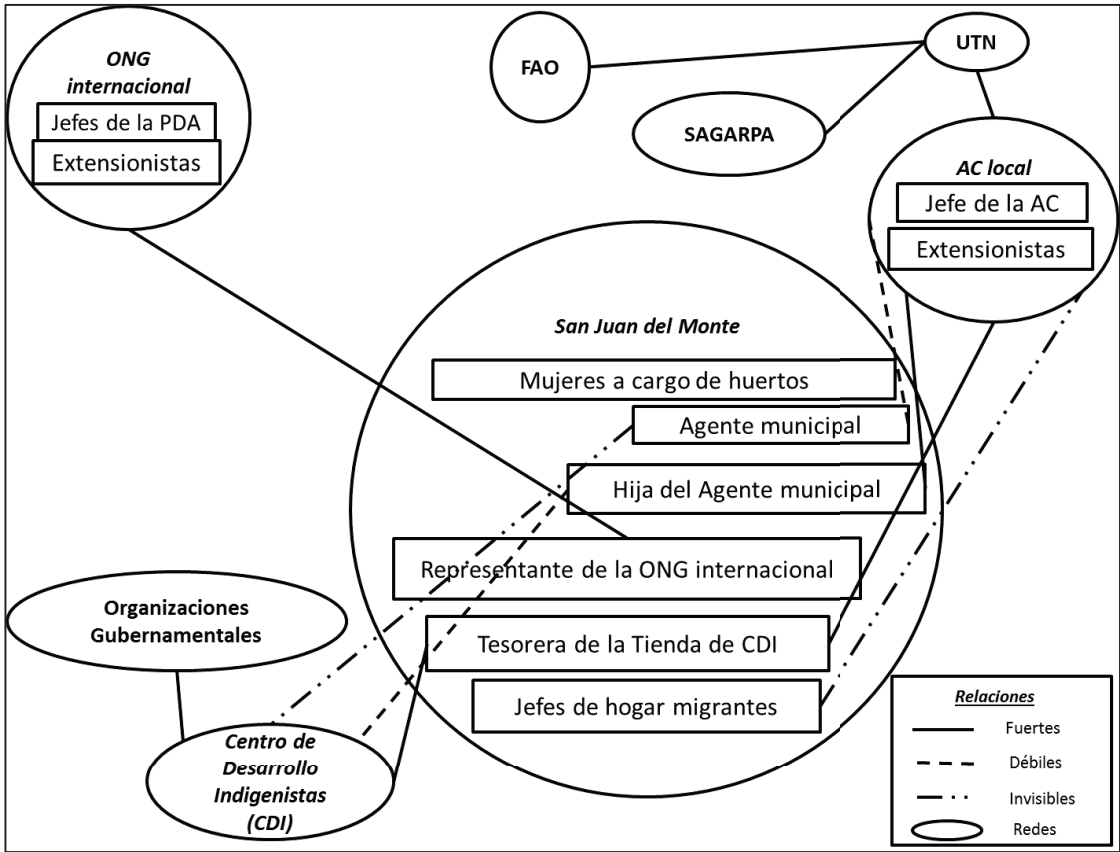 ONG
internacional
Jefes de la PDA
Extensionistas
FAO
UTN
SAGARPA
AC local
Jefe de la AC
Extensionistas
San Juan del Monte
Mujeres a cargo de huertos
Agente municipal
Hija del Agente municipal
Representante de la ONG internacional
Tesorera de la Tienda de CDI
Jefes de hogar migrantes
Organizaciones
Gubernamentales
Centro de
Desarrollo
Indigenistas
(CDI)
Relaciones
Fuertes
Débiles
Invisibles
Redes